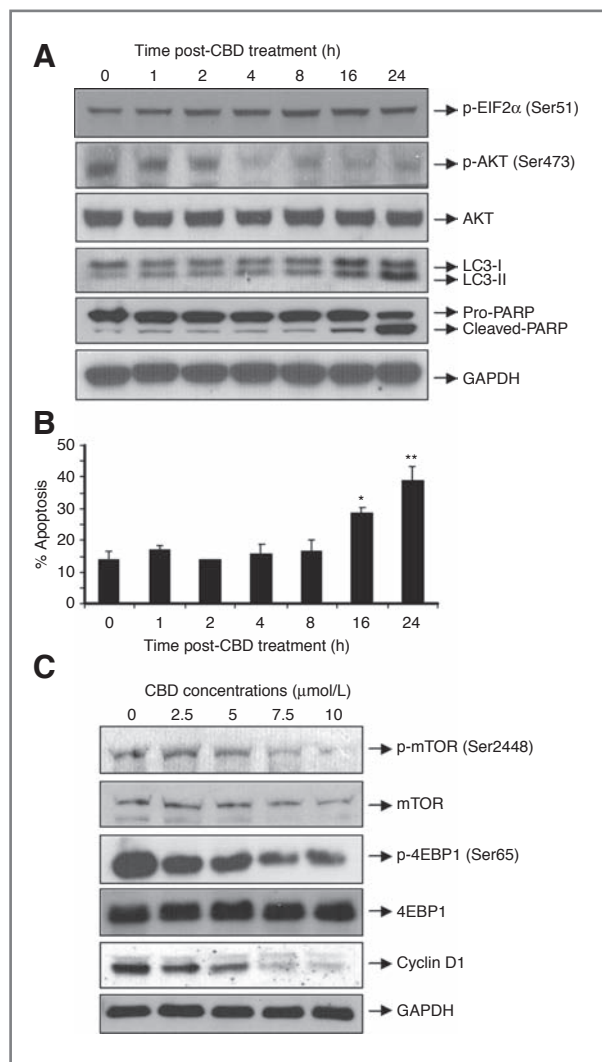 A
Time post-CBD treatment (h)
0 1 2 4 8 16 24
p-EIF2α (Ser51)
p-AKT (Ser473)
AKT
LC3-I
LC3-II
Pro-PARP
Cleaved-PARP
GAPDH
B
% Apoptosis
50
40
30
20
10
0
*
**
0 1 2 4 8 16 24
Time post-CBD treatment (h)
C
CBD concentrations (μmol/L)
0 2.5 5 7.5 10
p-mTOR (Ser2448)
mTOR
p-4EBP1 (Ser65)
4EBP1
Cyclin D1
GAPDH